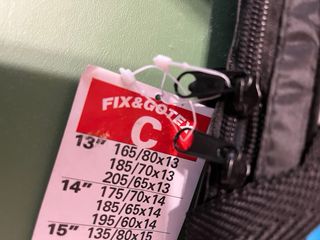 FIX&GOTEX
C
13" 165/80x13
185/70x13
205/65x13
14" 175/70x14
185/65x14
195/60x14
15" 135/80x15